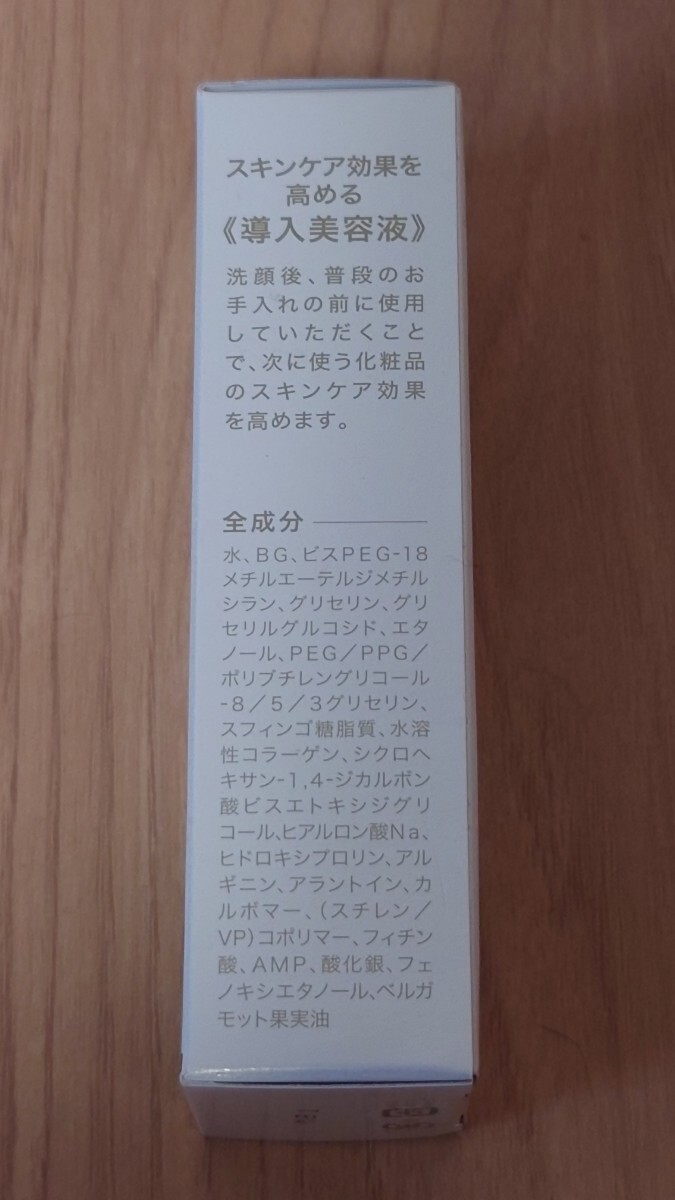 スキンケア効果を
高める
《導入美容液》
洗顔後、普段のお
手入れの前に使用
していただくこと
で、次に使う化粧品
のスキンケア効果
を高めます。
全成分
水、BG、ビスPEG-18
メチルエーテルジメチル
シラン、グリセリン、グリ
セリルグルコシド、エタ
ノール、PEG／PPG／
ポリブチレングリコール
-8／5／3グリセリン、
スフィンゴ糖脂質、水溶
性コラーゲン、シクロヘ
キサン-1,4-ジカルボン
酸ビスエトキシジグリ
コール、ヒアルロン酸Na、
ヒドロキシプロリン、アル
ギニン、アラントイン、カ
ルボマー、(スチレン／
VP)コポリマー、フィチン
酸、AMP、酸化銀、フェ
ノキシエタノール、ベルガ
モット果実油